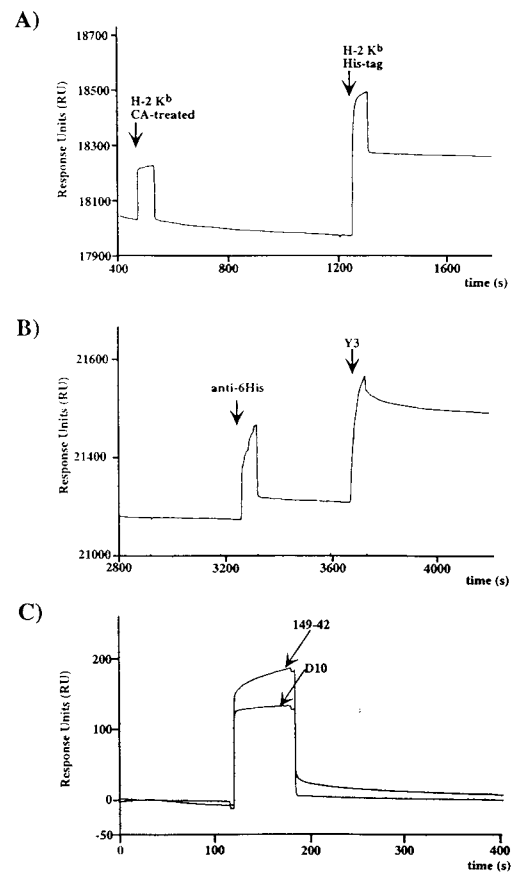 A)
18700
18500
18300
18100
17900
Response Units (RU)
H-2 Kb
CA-treated
H-2 Kb
His-tag
400
800
1200
1600
time (s)
B)
21600
21400
21000
Response Units (RU)
anti-6His
Y3
2800
3200
3600
4000
time (s)
C)
200
100
0
-50
Response Units (RU)
149-42
D10
0
100
200
300
400
time (s)